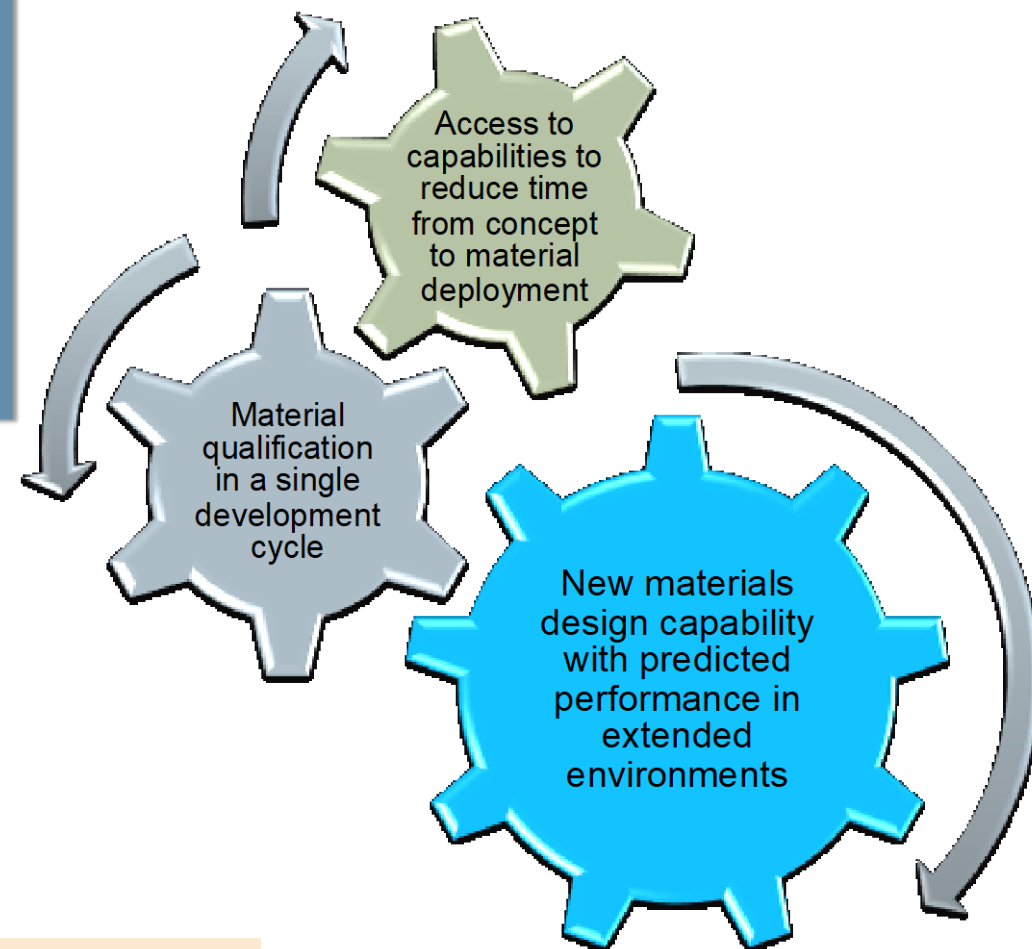 Access to
capabilities to
reduce time
from concept
to material
deployment
Material
qualification
in a single
development
cycle
New materials
design capability
with predicted
performance in
extended
environments